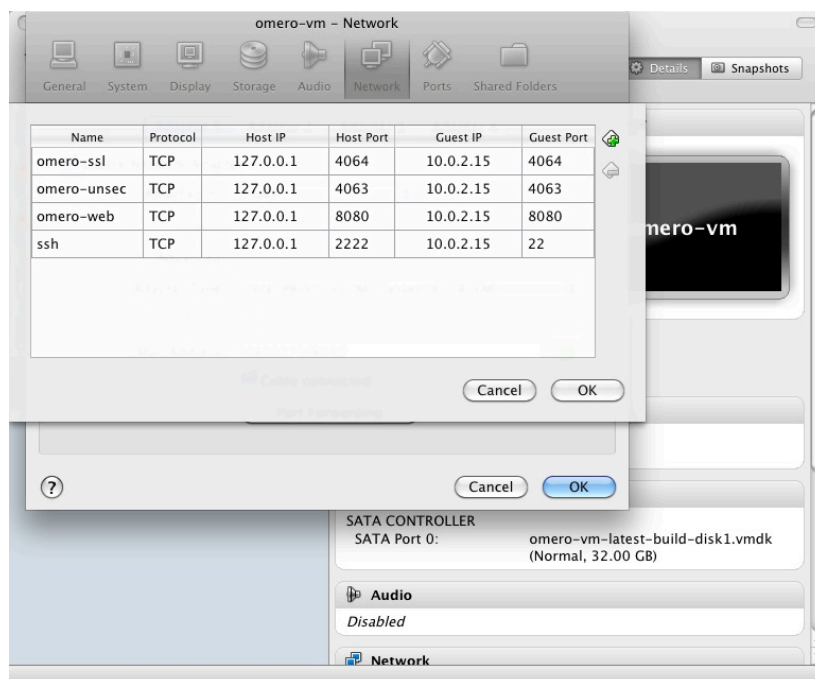 omero-vm – Network
General System Display Storage Audio Network Ports Shared Folders
Details Snapshots
Name Protocol Host IP Host Port Guest IP Guest Port
omero-ssl TCP 127.0.0.1 4064 10.0.2.15 4064
omero-unsec TCP 127.0.0.1 4063 10.0.2.15 4063
omero-web TCP 127.0.0.1 8080 10.0.2.15 8080
ssh TCP 127.0.0.1 2222 10.0.2.15 22
mero-vm
Cable connected
Cancel OK
Port Forwarding
? Cancel OK
SATA CONTROLLER
SATA Port 0: omero-vm-latest-build-disk1.vmdk
(Normal, 32.00 GB)
Audio
Disabled
Network